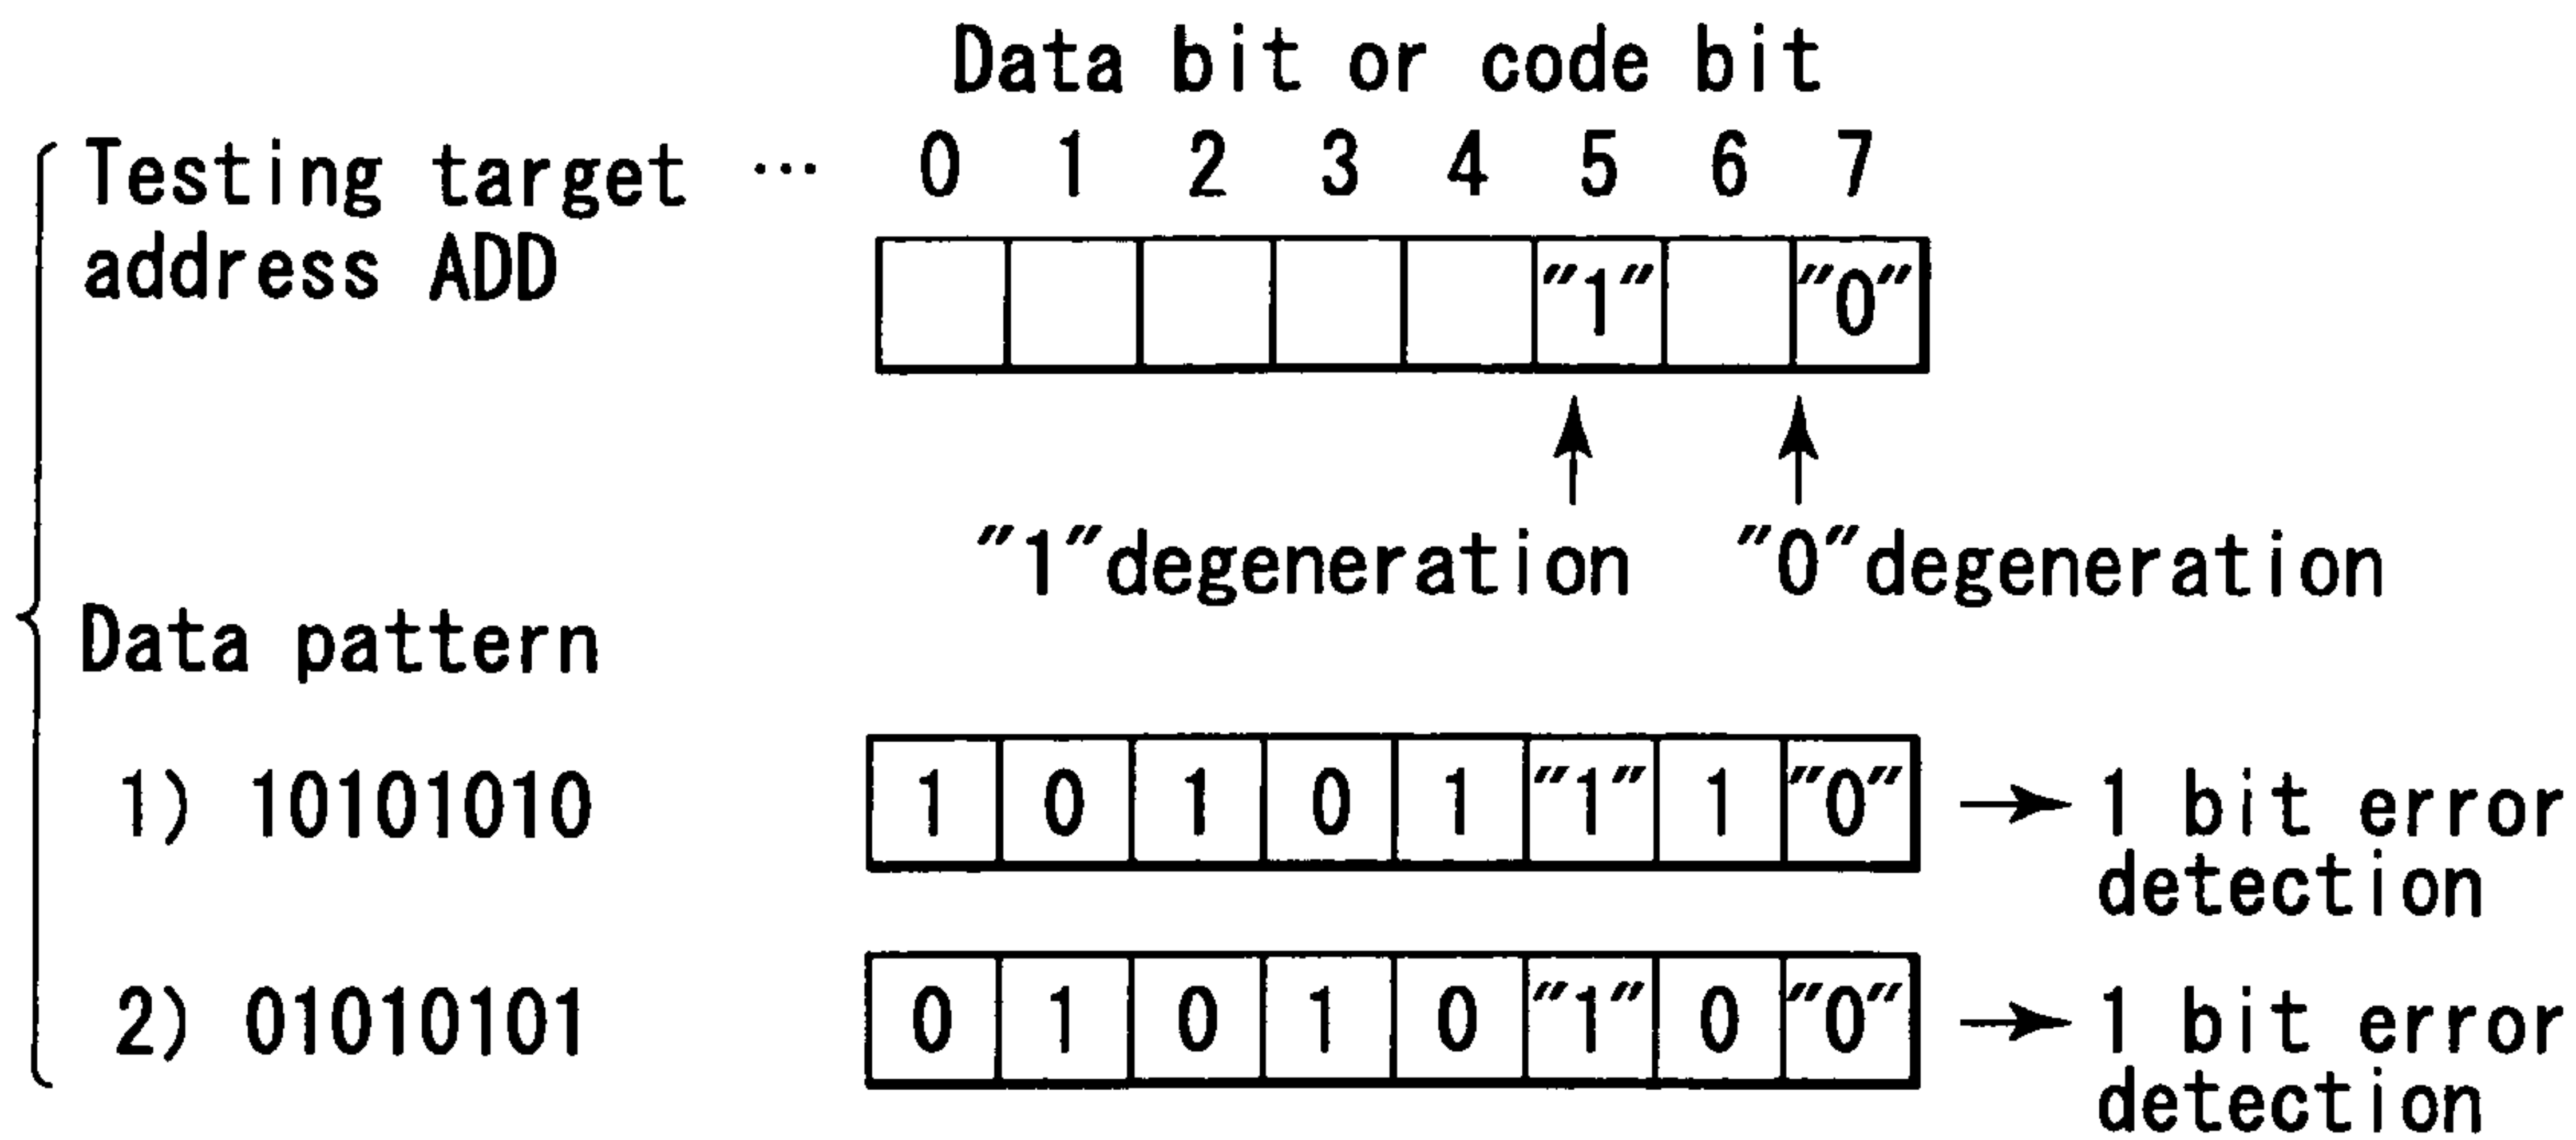 Data bit or code bit
Testing target ... 0 1 2 3 4 5 6 7
address ADD "1" "0"
"1"degeneration "0"degeneration
Data pattern
1) 10101010 1 0 1 0 1 "1" 1 "0" → 1 bit error
detection
2) 01010101 0 1 0 1 0 "1" 0 "0" → 1 bit error
detection